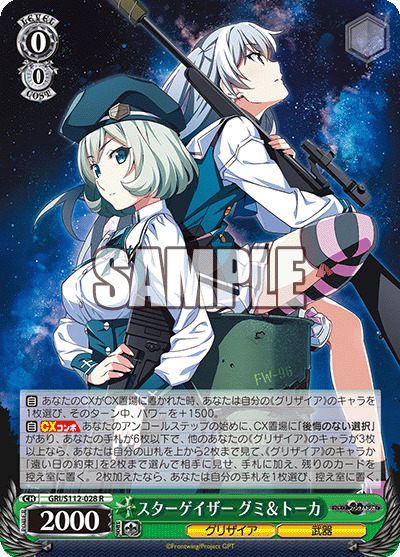 LEVEL
0
0
COST
SAMPLE
FW-96
自 あなたのCXがCX置場に置かれた時、あなたは自分の《グリザイア》のキャラを
1枚選び、そのターン中、パワーを+1500。
自 CXコンボ あなたのアンコールステップの始めに、CX置場に「後悔のない選択」
があり、あなたの手札が6枚以下で、他のあなたの《グリザイア》のキャラが3枚
以上なら、あなたは自分の山札を上から2枚まで見て、《グリザイア》のキャラか
「遠い日の約束」を2枚まで選んで相手に見せ、手札に加え、残りのカードを
控え室に置く。1枚以上加えたなら、あなたは自分の手札を1枚選び、控え室に置く。
CH GRI/S112-028 R
POWER
2000
スターゲイザー グミ&トーカ
グリザイア
武器
©Frontwing/Project GPT